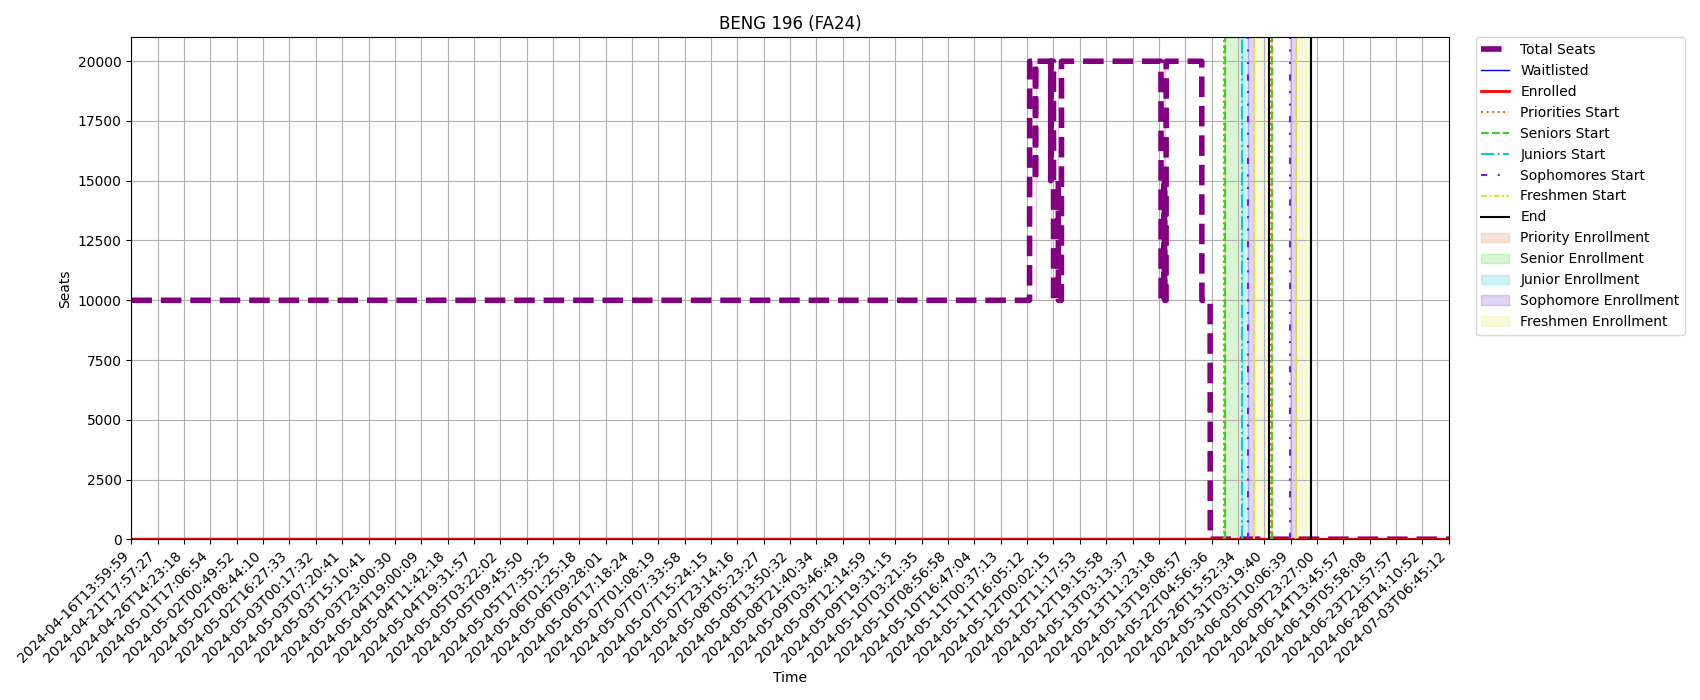 BENG 196 (FA24)
Seats
20000
17500
15000
12500
10000
7500
5000
2500
0
2024-04-16T13:59:59
2024-04-21T17:57:27
2024-04-26T14:23:18
2024-05-01T17:06:54
2024-05-02T00:49:52
2024-05-02T08:44:10
2024-05-02T16:27:33
2024-05-03T00:17:32
2024-05-03T07:20:41
2024-05-03T15:10:41
2024-05-03T23:00:30
2024-05-04T19:00:09
2024-05-04T11:42:18
2024-05-04T19:31:57
2024-05-05T03:22:02
2024-05-05T09:45:50
2024-05-05T17:35:25
2024-05-06T01:25:18
2024-05-06T09:28:01
2024-05-06T17:18:24
2024-05-07T01:08:19
2024-05-07T07:33:58
2024-05-07T15:24:15
2024-05-07T23:14:16
2024-05-08T05:23:27
2024-05-08T13:50:32
2024-05-08T21:40:34
2024-05-09T03:46:49
2024-05-09T12:14:59
2024-05-09T19:31:15
2024-05-10T03:21:35
2024-05-10T08:56:58
2024-05-10T16:47:04
2024-05-11T00:37:13
2024-05-11T16:05:12
2024-05-12T00:02:15
2024-05-12T11:17:53
2024-05-12T19:15:58
2024-05-13T03:13:37
2024-05-13T11:23:18
2024-05-13T19:08:57
2024-05-22T04:56:36
2024-05-26T15:52:34
2024-05-31T03:19:40
2024-06-05T10:06:39
2024-06-09T23:27:00
2024-06-14T13:45:57
2024-06-19T05:58:08
2024-06-23T21:57:57
2024-06-28T14:10:52
2024-07-03T06:45:12
Time
Total Seats
Waitlisted
Enrolled
Priorities Start
Seniors Start
Juniors Start
Sophomores Start
Freshmen Start
End
Priority Enrollment
Senior Enrollment
Junior Enrollment
Sophomore Enrollment
Freshmen Enrollment